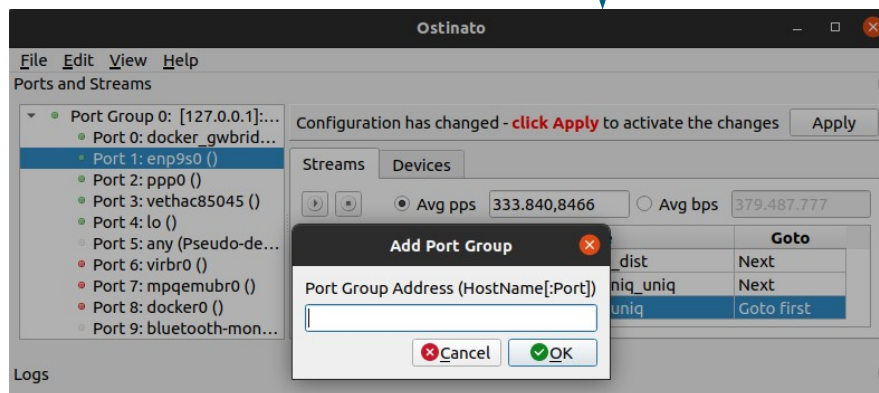 Ostinato
File Edit View Help
Ports and Streams
Port Group 0: [127.0.0.1]:...
Port 0: docker_gwbrid...
Port 1: enp9s0 ()
Port 2: ppp0 ()
Port 3: vethac85045 ()
Port 4: lo ()
Port 5: any (Pseudo-de...
Port 6: virbr0 ()
Port 7: mpqemubr0 ()
Port 8: docker0 ()
Port 9: bluetooth-mon...
Configuration has changed - click Apply to activate the changes Apply
Streams Devices
Avg pps 333.840,8466 Avg bps 379.487.777
Goto
_dist Next
niq_uniq Next
uniq Goto first
Add Port Group
Port Group Address (HostName[:Port])
Cancel OK
Logs